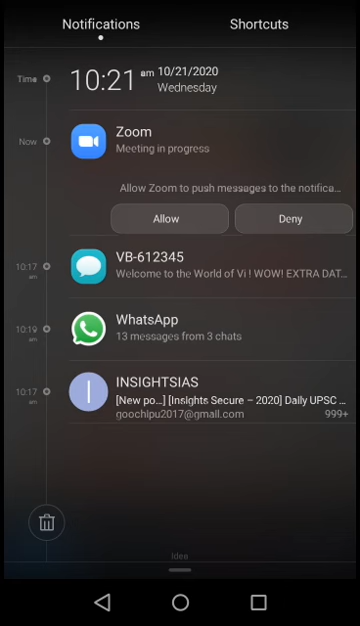 Notifications
Shortcuts
Time
10:21 am 10/21/2020
Wednesday
Now
Zoom
Meeting in progress
Allow Zoom to push messages to the notifica...
Allow
Deny
10:17 am
VB-612345
Welcome to the World of Vi ! WOW! EXTRA DAT...
10:19 am
WhatsApp
13 messages from 3 chats
10:17 am
I
INSIGHTSIAS
[New po...] [Insights Secure – 2020] Daily UPSC ...
goochlpu2017@gmail.com
999+
Idea